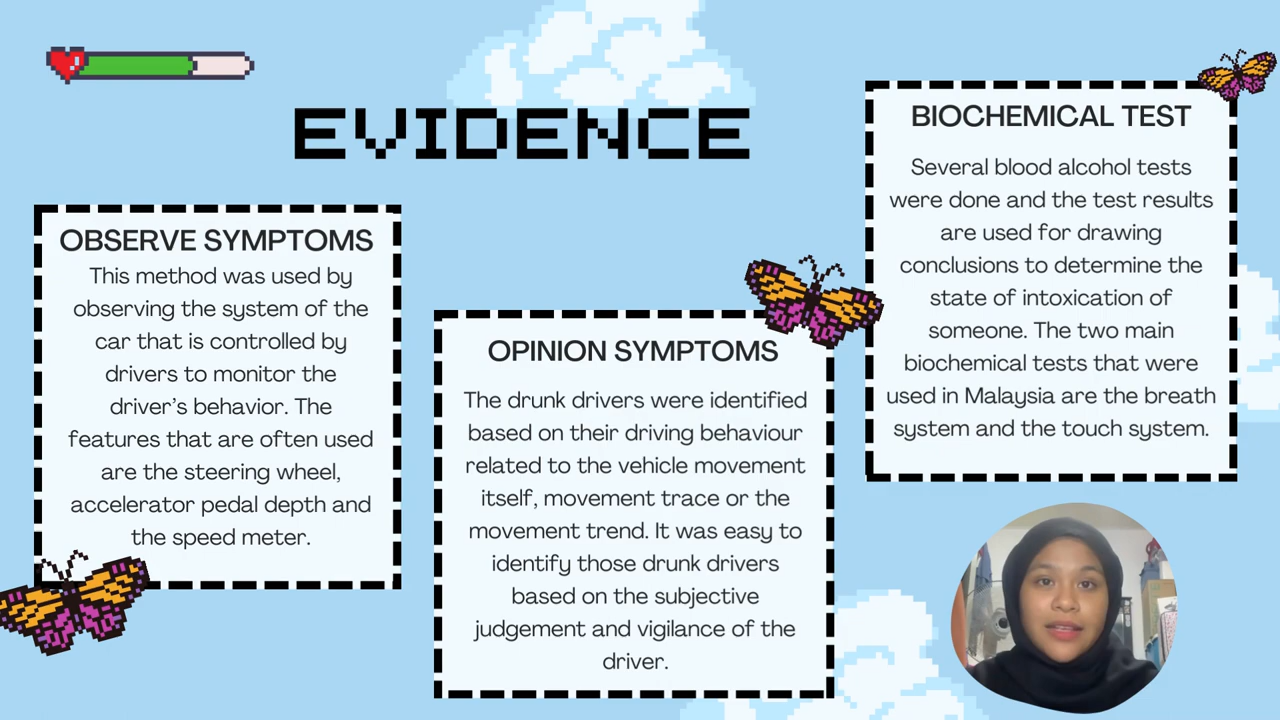 EVIDENCE
OBSERVE SYMPTOMS
This method was used by
observing the system of the
car that is controlled by
drivers to monitor the
driver’s behavior. The
features that are often used
are the steering wheel,
accelerator pedal depth and
the speed meter.
OPINION SYMPTOMS
The drunk drivers were identified
based on their driving behaviour
related to the vehicle movement
itself, movement trace or the
movement trend. It was easy to
identify those drunk drivers
based on the subjective
judgement and vigilance of the
driver.
BIOCHEMICAL TEST
Several blood alcohol tests
were done and the test results
are used for drawing
conclusions to determine the
state of intoxication of
someone. The two main
biochemical tests that were
used in Malaysia are the breath
system and the touch system.